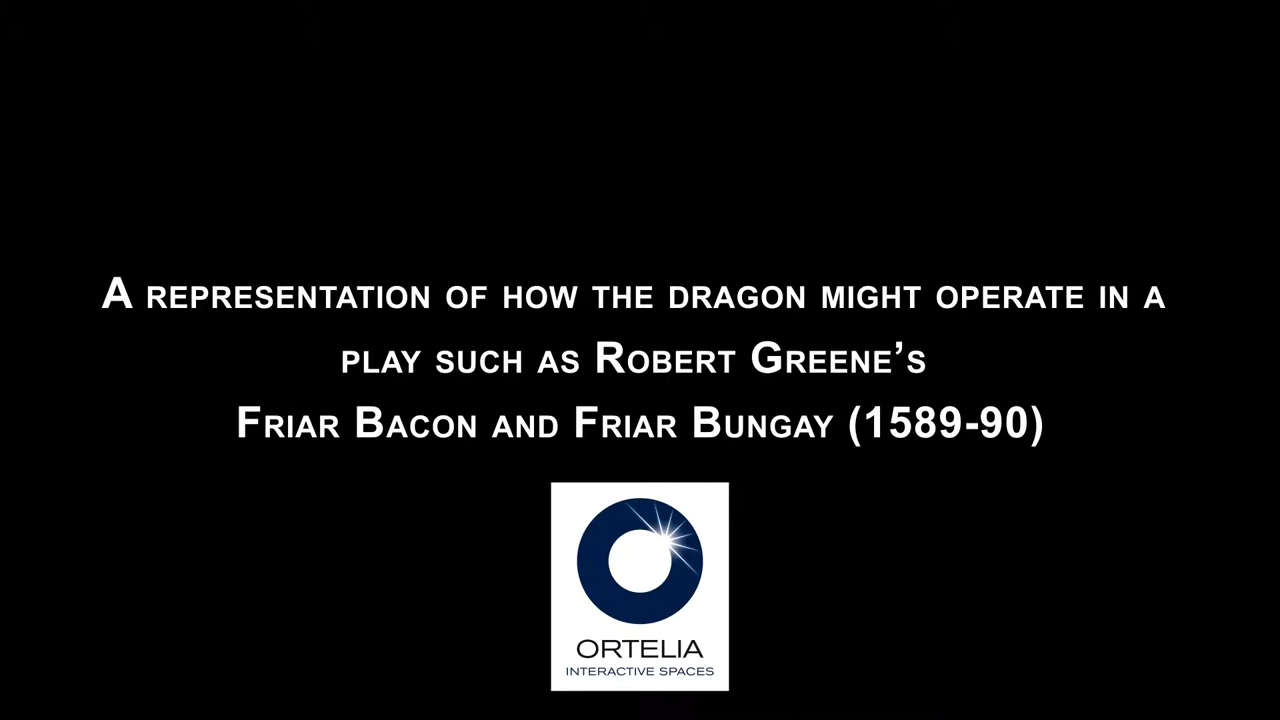 A REPRESENTATION OF HOW THE DRAGON MIGHT OPERATE IN A
PLAY SUCH AS ROBERT GREENE’S
FRIAR BACON AND FRIAR BUNGAY (1589-90)
ORTELIA
INTERACTIVE SPACES